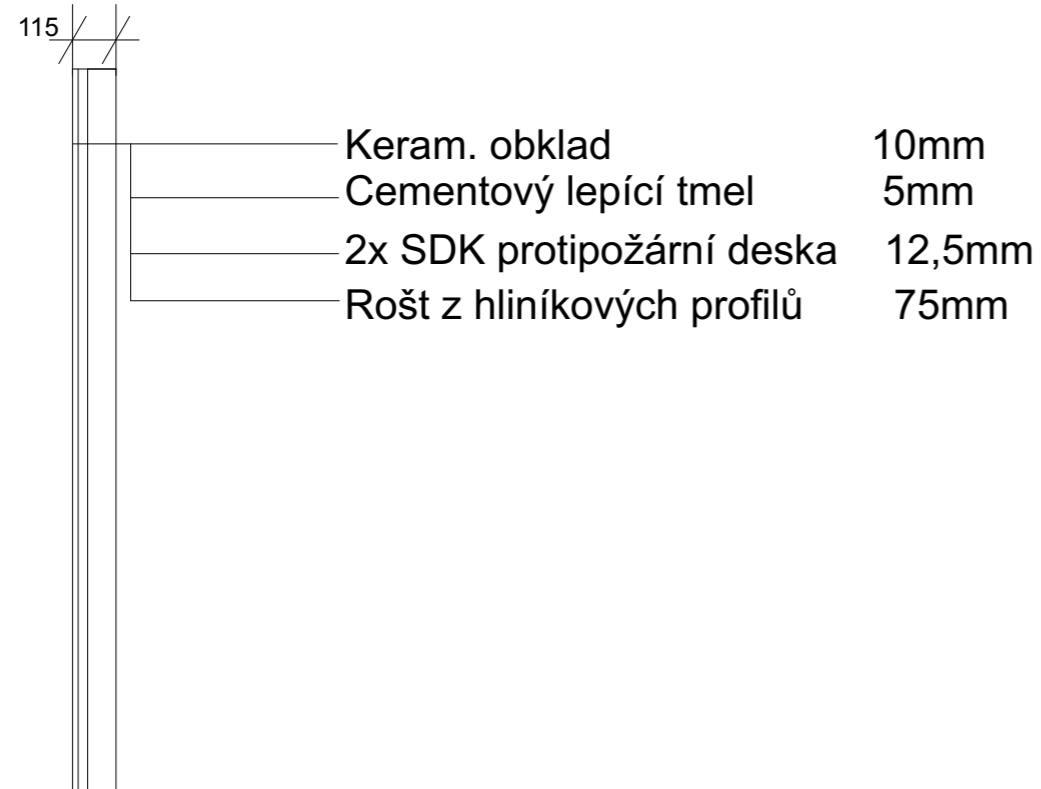 115
Keram. obklad 10mm
Cementový lepící tmel 5mm
2x SDK protipožární deska 12,5mm
Rošt z hliníkových profilů 75mm